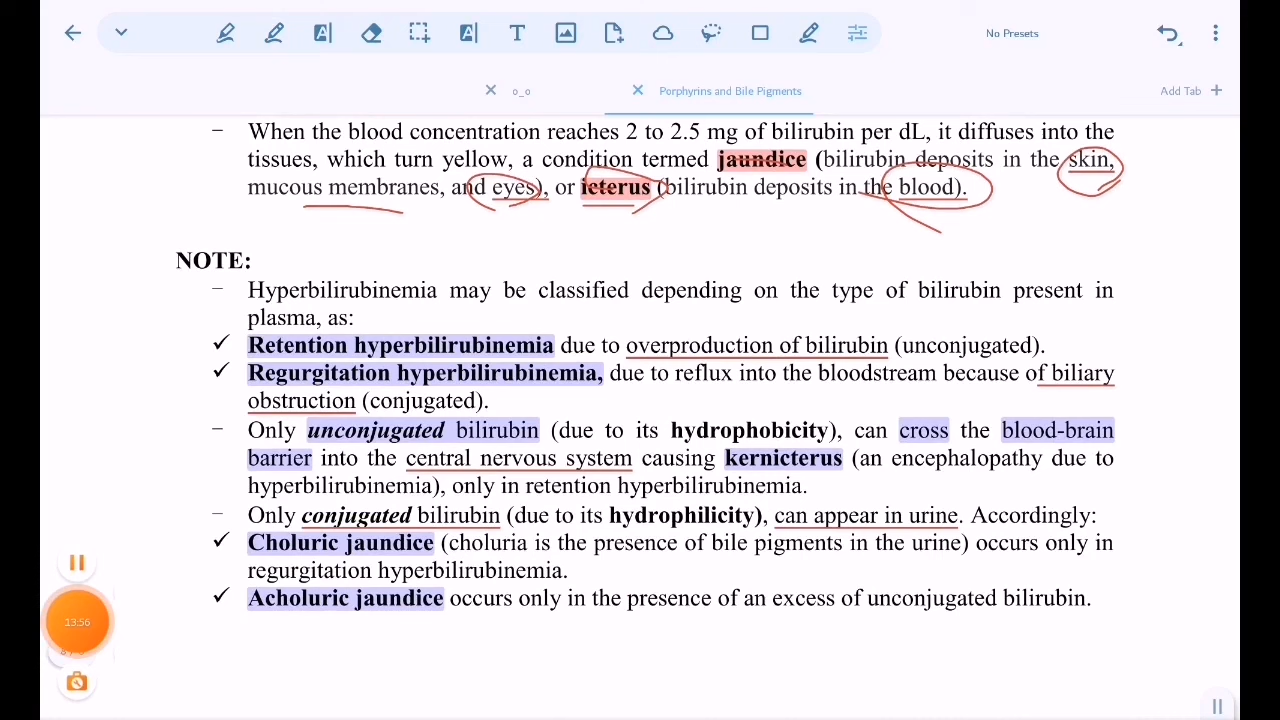 No Presets
o_o
Porphyrins and Bile Pigments
Add Tab
– When the blood concentration reaches 2 to 2.5 mg of bilirubin per dL, it diffuses into the
tissues, which turn yellow, a condition termed jaundice (bilirubin deposits in the skin,
mucous membranes, and eyes), or icterus (bilirubin deposits in the blood).
NOTE:
– Hyperbilirubinemia may be classified depending on the type of bilirubin present in
plasma, as:
✓ Retention hyperbilirubinemia due to overproduction of bilirubin (unconjugated).
✓ Regurgitation hyperbilirubinemia, due to reflux into the bloodstream because of biliary
obstruction (conjugated).
– Only unconjugated bilirubin (due to its hydrophobicity), can cross the blood-brain
barrier into the central nervous system causing kernicterus (an encephalopathy due to
hyperbilirubinemia), only in retention hyperbilirubinemia.
– Only conjugated bilirubin (due to its hydrophilicity), can appear in urine. Accordingly:
✓ Choluric jaundice (choluria is the presence of bile pigments in the urine) occurs only in
regurgitation hyperbilirubinemia.
✓ Acholuric jaundice occurs only in the presence of an excess of unconjugated bilirubin.
13:56